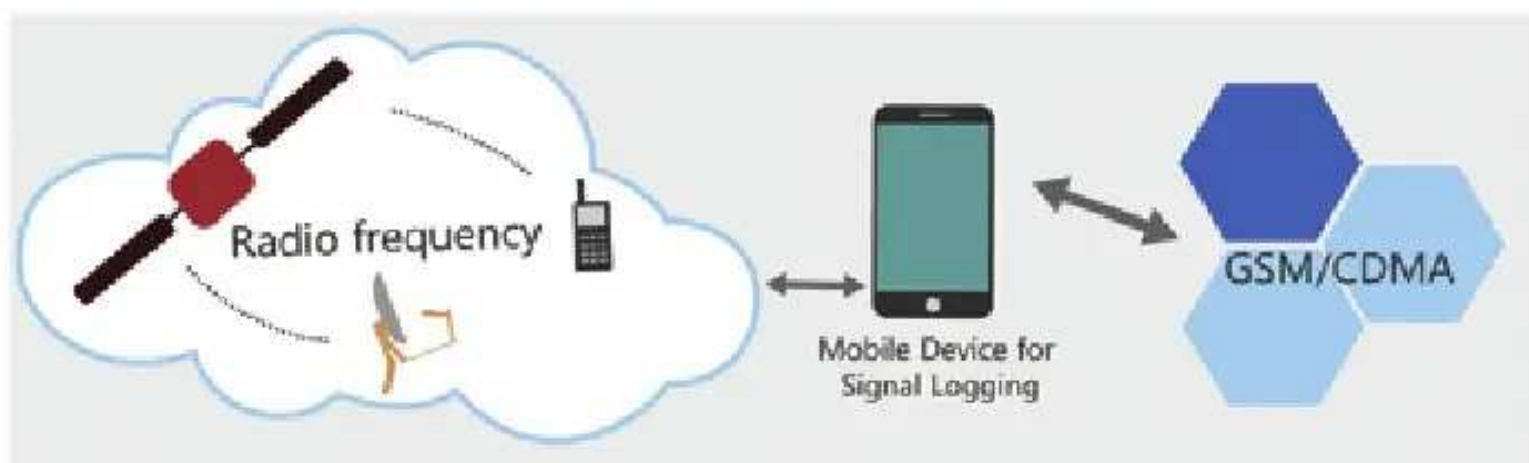 Radio frequency
GSM/CDMA
Mobile Device for
Signal Logging